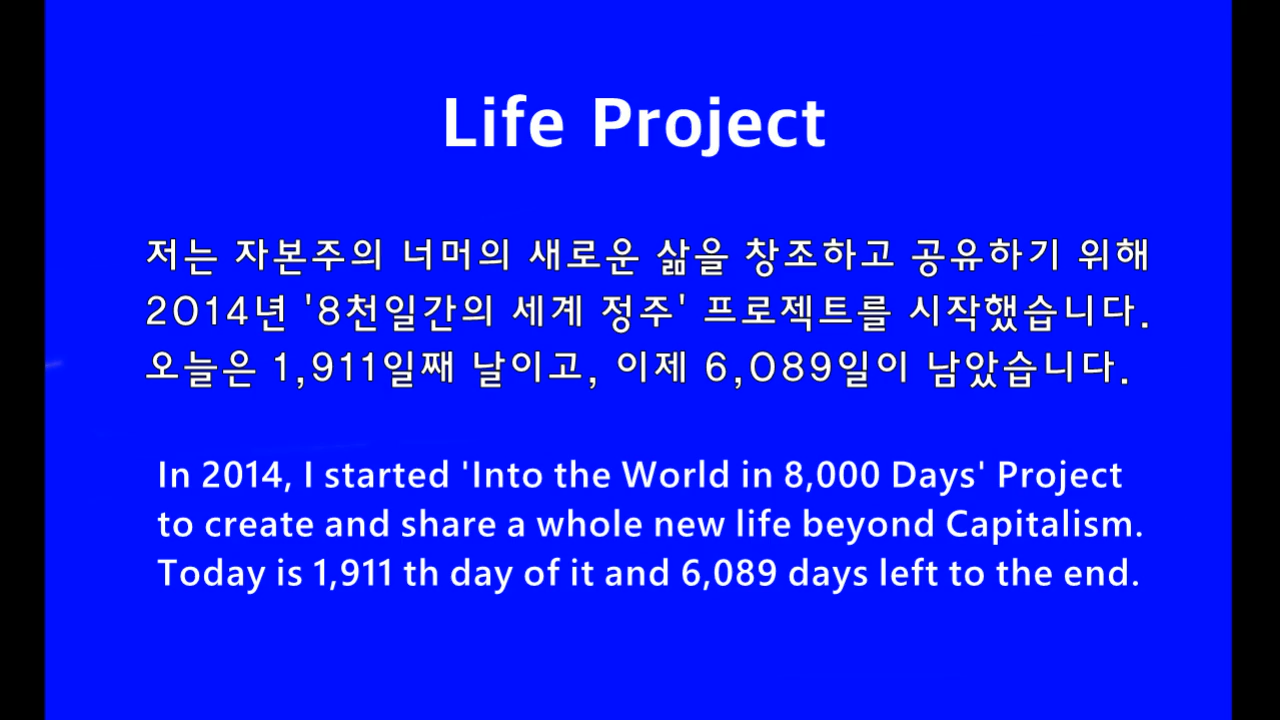 Life Project
저는 자본주의 너머의 새로운 삶을 창조하고 공유하기 위해
2014년 '8천일간의 세계 정주' 프로젝트를 시작했습니다.
오늘은 1,911일째 날이고, 이제 6,089일이 남았습니다.
In 2014, I started 'Into the World in 8,000 Days' Project
to create and share a whole new life beyond Capitalism.
Today is 1,911 th day of it and 6,089 days left to the end.